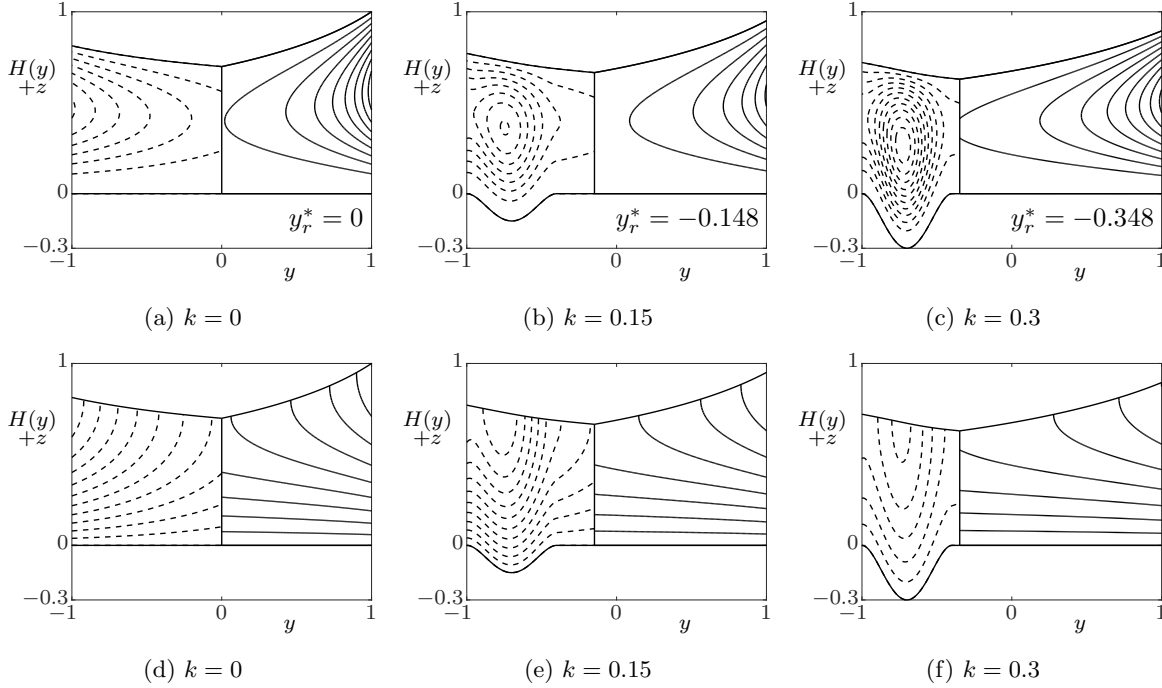 1
H(y)
+z
0
−0.3
−1
0
y
1
y_r^* = 0
1
H(y)
+z
0
−0.3
−1
0
y
1
y_r^* = −0.148
1
H(y)
+z
0
−0.3
−1
0
y
1
y_r^* = −0.348
(a) k = 0
(b) k = 0.15
(c) k = 0.3
1
H(y)
+z
0
−0.3
−1
0
y
1
1
H(y)
+z
0
−0.3
−1
0
y
1
1
H(y)
+z
0
−0.3
−1
0
y
1
(d) k = 0
(e) k = 0.15
(f) k = 0.3